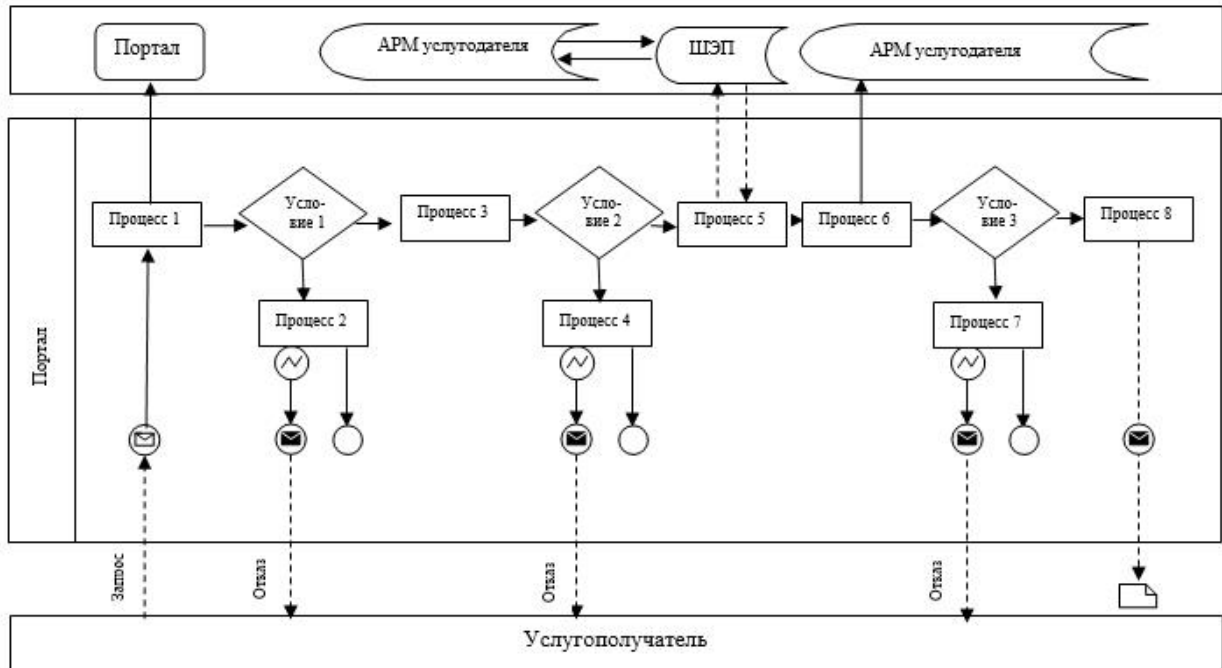 Портал
АРМ услугодателя
ШЭП
АРМ услугодателя
Портал
Процесс 1
Усло-
вие 1
Процесс 3
Усло-
вие 2
Процесс 5
Процесс 6
Усло-
вие 3
Процесс 8
Процесс 2
Процесс 4
Процесс 7
Запрос
Отказ
Отказ
Отказ
Услугополучатель